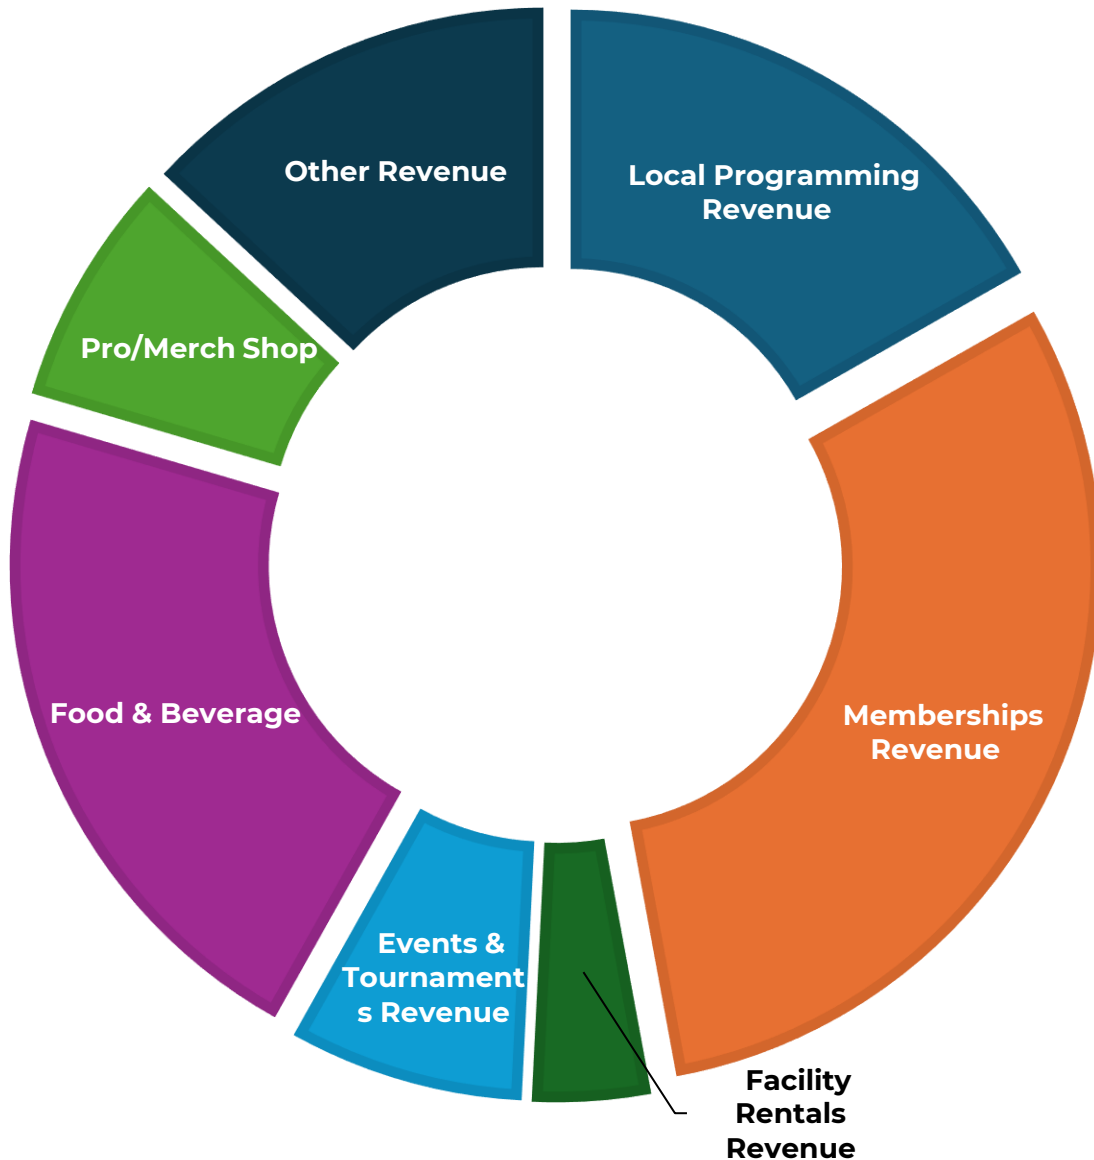 Other Revenue
Local Programming
Revenue
Pro/Merch Shop
Food & Beverage
Memberships
Revenue
Events &
Tournament
s Revenue
Facility
Rentals
Revenue